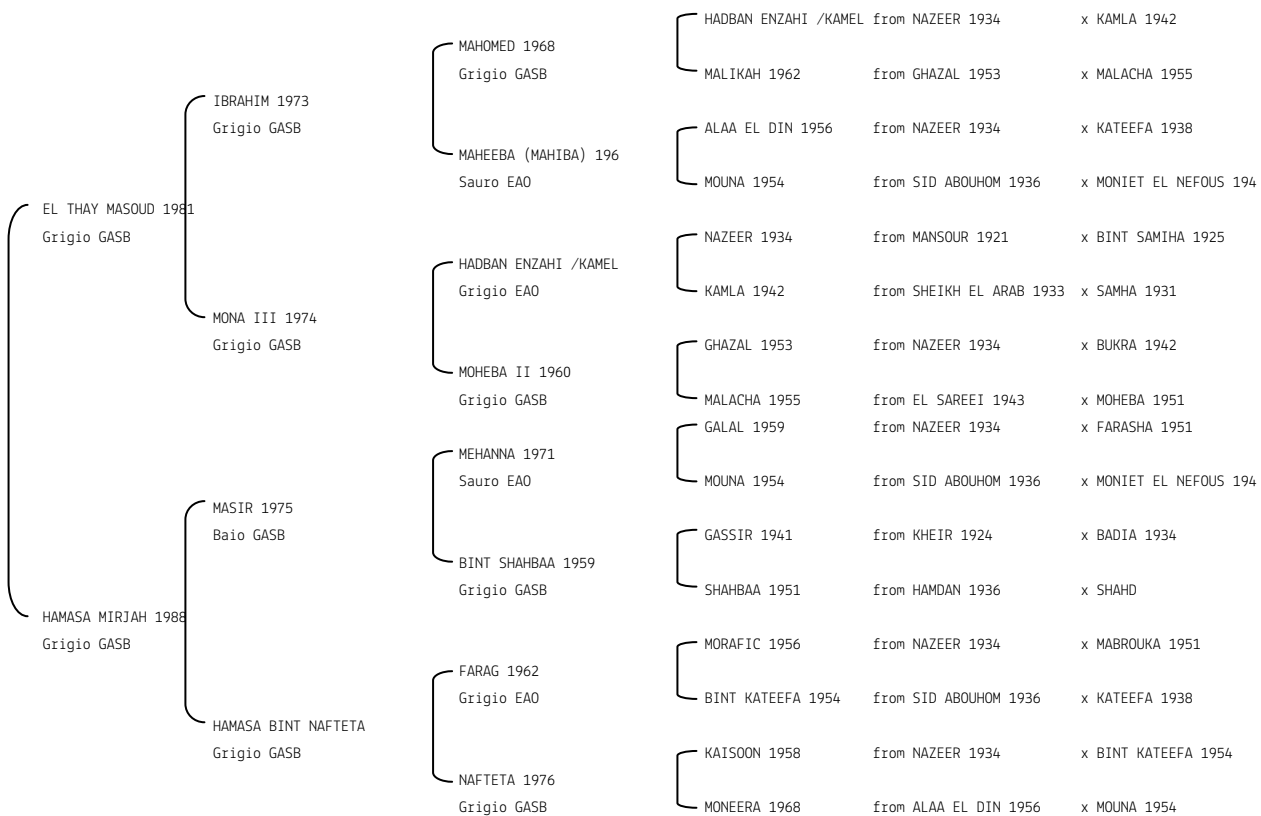 HADBAN ENZAHI /KAMEL from NAZEER 1934 x KAMLA 1942
MAHOMED 1968
Grigio GASB
MALIKAH 1962 from GHAZAL 1953 x MALACHA 1955
IBRAHIM 1973
Grigio GASB
ALAA EL DIN 1956 from NAZEER 1934 x KATEEFA 1938
MAHEEBA (MAHIBA) 196
Sauro EAO
MOUNA 1954 from SID ABOUHOM 1936 x MONIET EL NEFOUS 194
EL THAY MASOUD 1981
Grigio GASB
NAZEER 1934 from MANSOUR 1921 x BINT SAMIHA 1925
HADBAN ENZAHI /KAMEL
Grigio EAO
KAMLA 1942 from SHEIKH EL ARAB 1933 x SAMHA 1931
MONA III 1974
Grigio GASB
GHAZAL 1953 from NAZEER 1934 x BUKRA 1942
MOHEBA II 1960
Grigio GASB
MALACHA 1955 from EL SAREEI 1943 x MOHEBA 1951
GALAL 1959 from NAZEER 1934 x FARASHA 1951
MEHANNA 1971
Sauro EAO
MOUNA 1954 from SID ABOUHOM 1936 x MONIET EL NEFOUS 194
MASIR 1975
Baio GASB
GASSIR 1941 from KHEIR 1924 x BADIA 1934
BINT SHAHBAA 1959
Grigio GASB
SHAHBAA 1951 from HAMDAN 1936 x SHAHD
HAMASA MIRJAH 1988
Grigio GASB
MORAFIC 1956 from NAZEER 1934 x MABROUKA 1951
FARAG 1962
Grigio EAO
BINT KATEEFA 1954 from SID ABOUHOM 1936 x KATEEFA 1938
HAMASA BINT NAFTETA
Grigio GASB
KAISOON 1958 from NAZEER 1934 x BINT KATEEFA 1954
NAFTETA 1976
Grigio GASB
MONEERA 1968 from ALAA EL DIN 1956 x MOUNA 1954